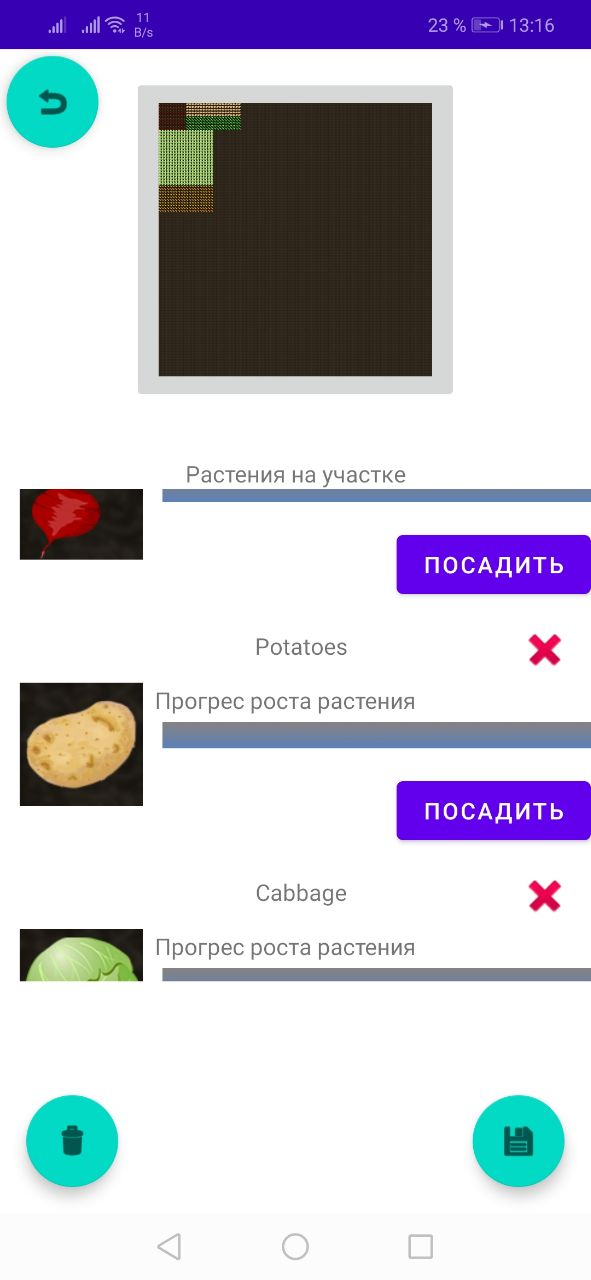 11
B/s
23 % 13:16
Растения на участке
ПОСАДИТЬ
Potatoes
Прогрес роста растения
ПОСАДИТЬ
Cabbage
Прогрес роста растения